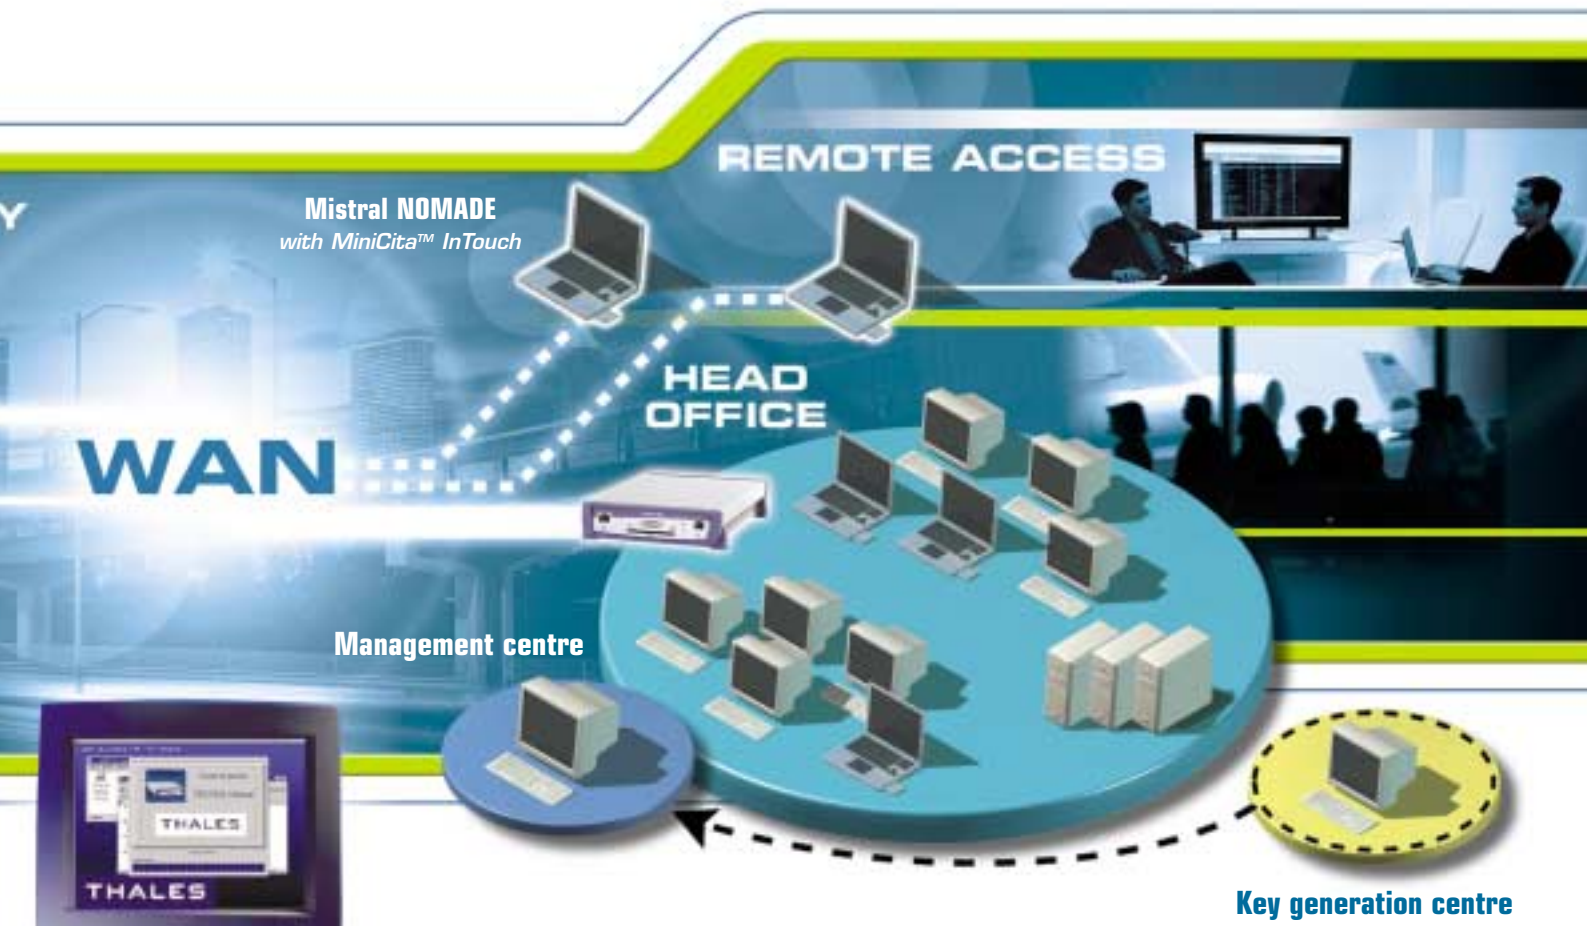 REMOTE ACCESS
Y
Mistral NOMADE
with MiniCita™ InTouch
HEAD
OFFICE
WAN
Management centre
THALES
THALES
Key generation centre